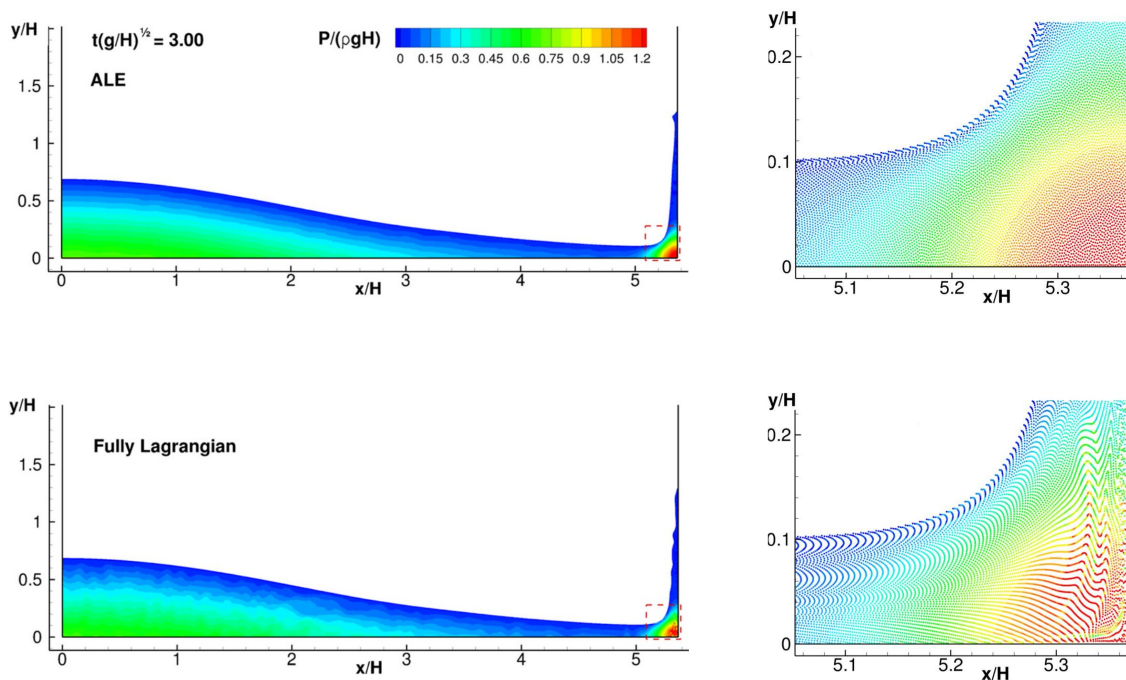 y/H
t(g/H)^½ = 3.00
P/(ρgH)
0 0.15 0.3 0.45 0.6 0.75 0.9 1.05 1.2
ALE
1.5
1
0.5
0
0 1 2 3 4 5
x/H
y/H
0.2
0.1
0
5.1 5.2 5.3
x/H
y/H
Fully Lagrangian
1.5
1
0.5
0
0 1 2 3 4 5
x/H
y/H
0.2
0.1
0
5.1 5.2 5.3
x/H